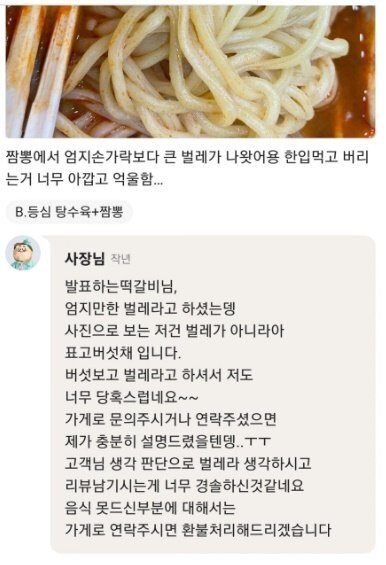 짬뽕에서 엄지손가락보다 큰 벌레가 나왓어용 한입먹고 버리
는거 너무 아깝고 억울함...
B.등심 탕수육+짬뽕
사장님 작년
발표하는떡갈비님,
엄지만한 벌레라고 하셨는뎅
사진으로 보는 저건 벌레가 아니라아
표고버섯채 입니다.
버섯보고 벌레라고 하셔서 저도
너무 당혹스럽네요~~
가게로 문의주시거나 연락주셨으면
제가 충분히 설명드렸을텐뎅..ㅜㅜ
고객님 생각 판단으로 벌레라 생각하시고
리뷰남기시는게 너무 경솔하신것같네요
음식 못드신부분에 대해서는
가게로 연락주시면 환불처리해드리겠습니다